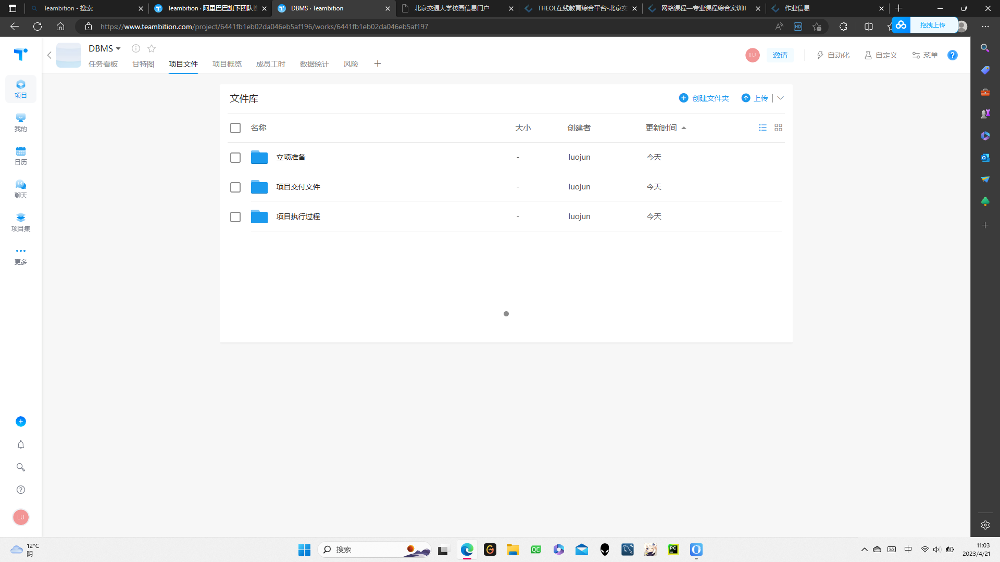 Teambition - 搜索
Teambition · 阿里巴巴旗下团队协
DBMS · Teambition
北京交通大学校园信息门户
THEOL在线教育综合平台-北京交
网络课程—专业课程综合实训II
作业信息
https://www.teambition.com/project/6441fb1eb02da046eb5af196/works/6441fb1eb02da046eb5af197
HD
拖拽上传
DBMS
任务看板 甘特图 项目文件 项目概览 成员工时 数据统计 风险
LU 邀请 自动化 自定义 菜单 ?
项目
我的
日历
聊天
项目集
更多
LU
文件库
创建文件夹 上传
名称 大小 创建者 更新时间
立项准备 - luojun 今天
项目交付文件 - luojun 今天
项目执行过程 - luojun 今天
12°C
阴
搜索
QC
PC
中
11:03
2023/4/21